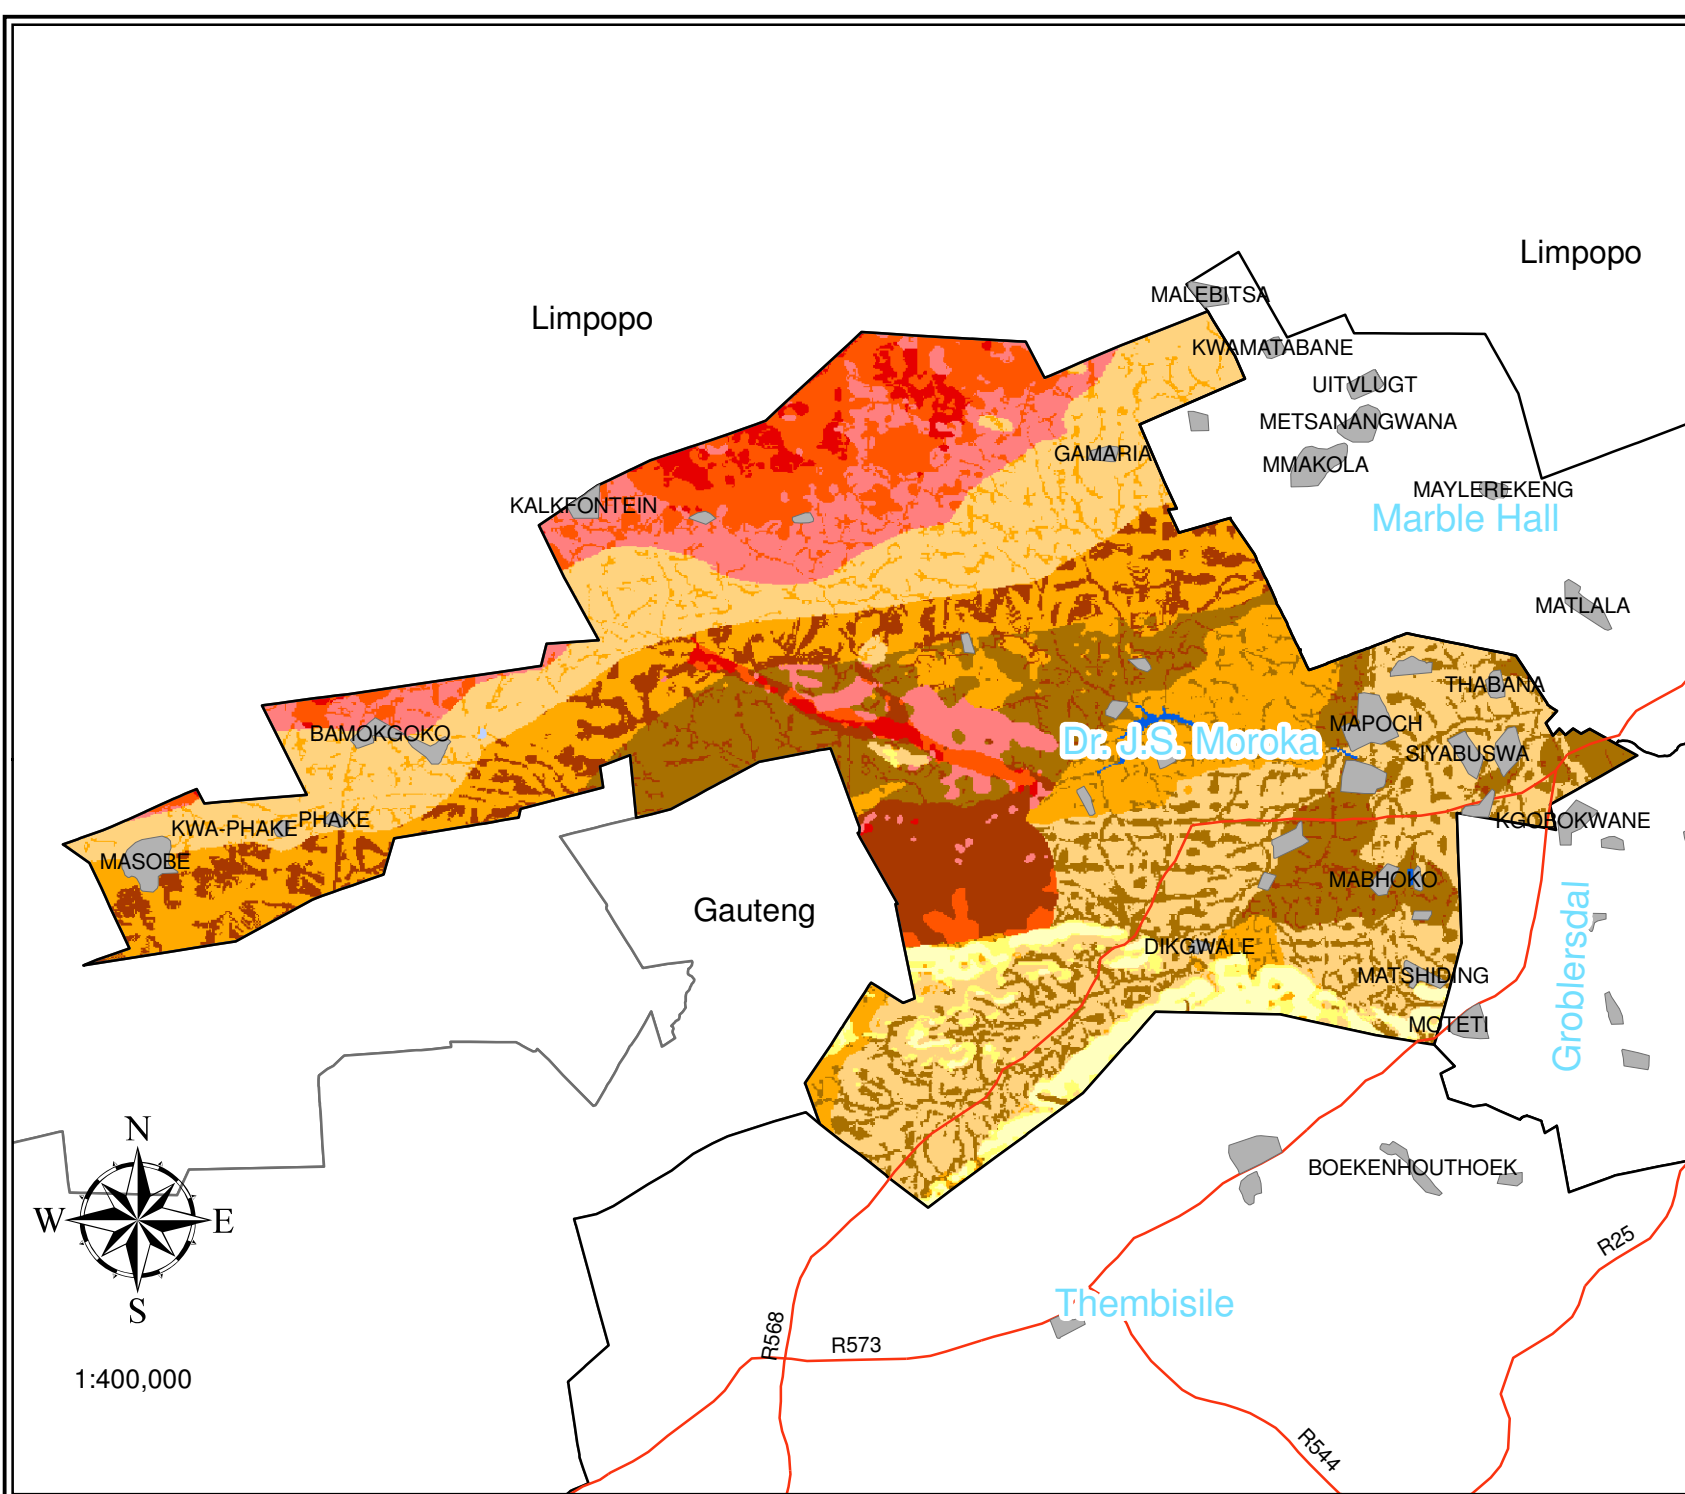 Limpopo
MALEBITSA
Limpopo
KWAMATABANE
UITVLUGT
METSANANGWANA
GAMARIA
MMAKOLA
MAYLEREKENG
KALKFONTEIN
Marble Hall
MATLALA
THABANA
MAPOCH
BAMOKGOKO
Dr. J.S. Moroka
SIYABUSWA
KWA-PHAKE
PHAKE
KGOBOKWANE
MASOBE
MABHOKO
Gauteng
DIKGWALE
Groblersdal
MATSHIDING
MOTETI
N
W
E
S
BOEKENHOUTHOEK
R25
Thembisile
R568
R573
1:400,000
R544